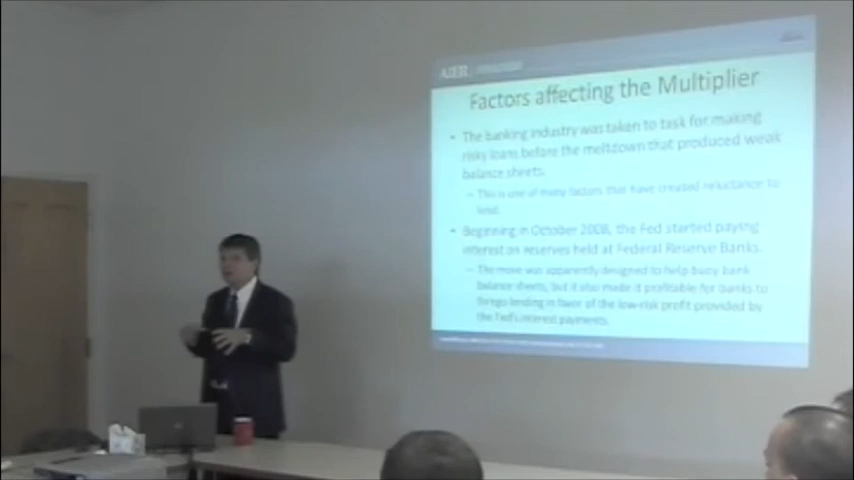 AIER
Factors affecting the Multiplier
• The banking industry was taken to task for making
risky loans before the meltdown that produced weak
balance sheets.
– This is one of many factors that have created reluctance to
lend.
• Beginning in October 2008, the Fed started paying
interest on reserves held at Federal Reserve Banks.
– The move was apparently designed to help buoy bank
balance sheets, but it also made it profitable for banks to
forego lending in favor of the low-risk profit provided by
the Fed's interest payments.